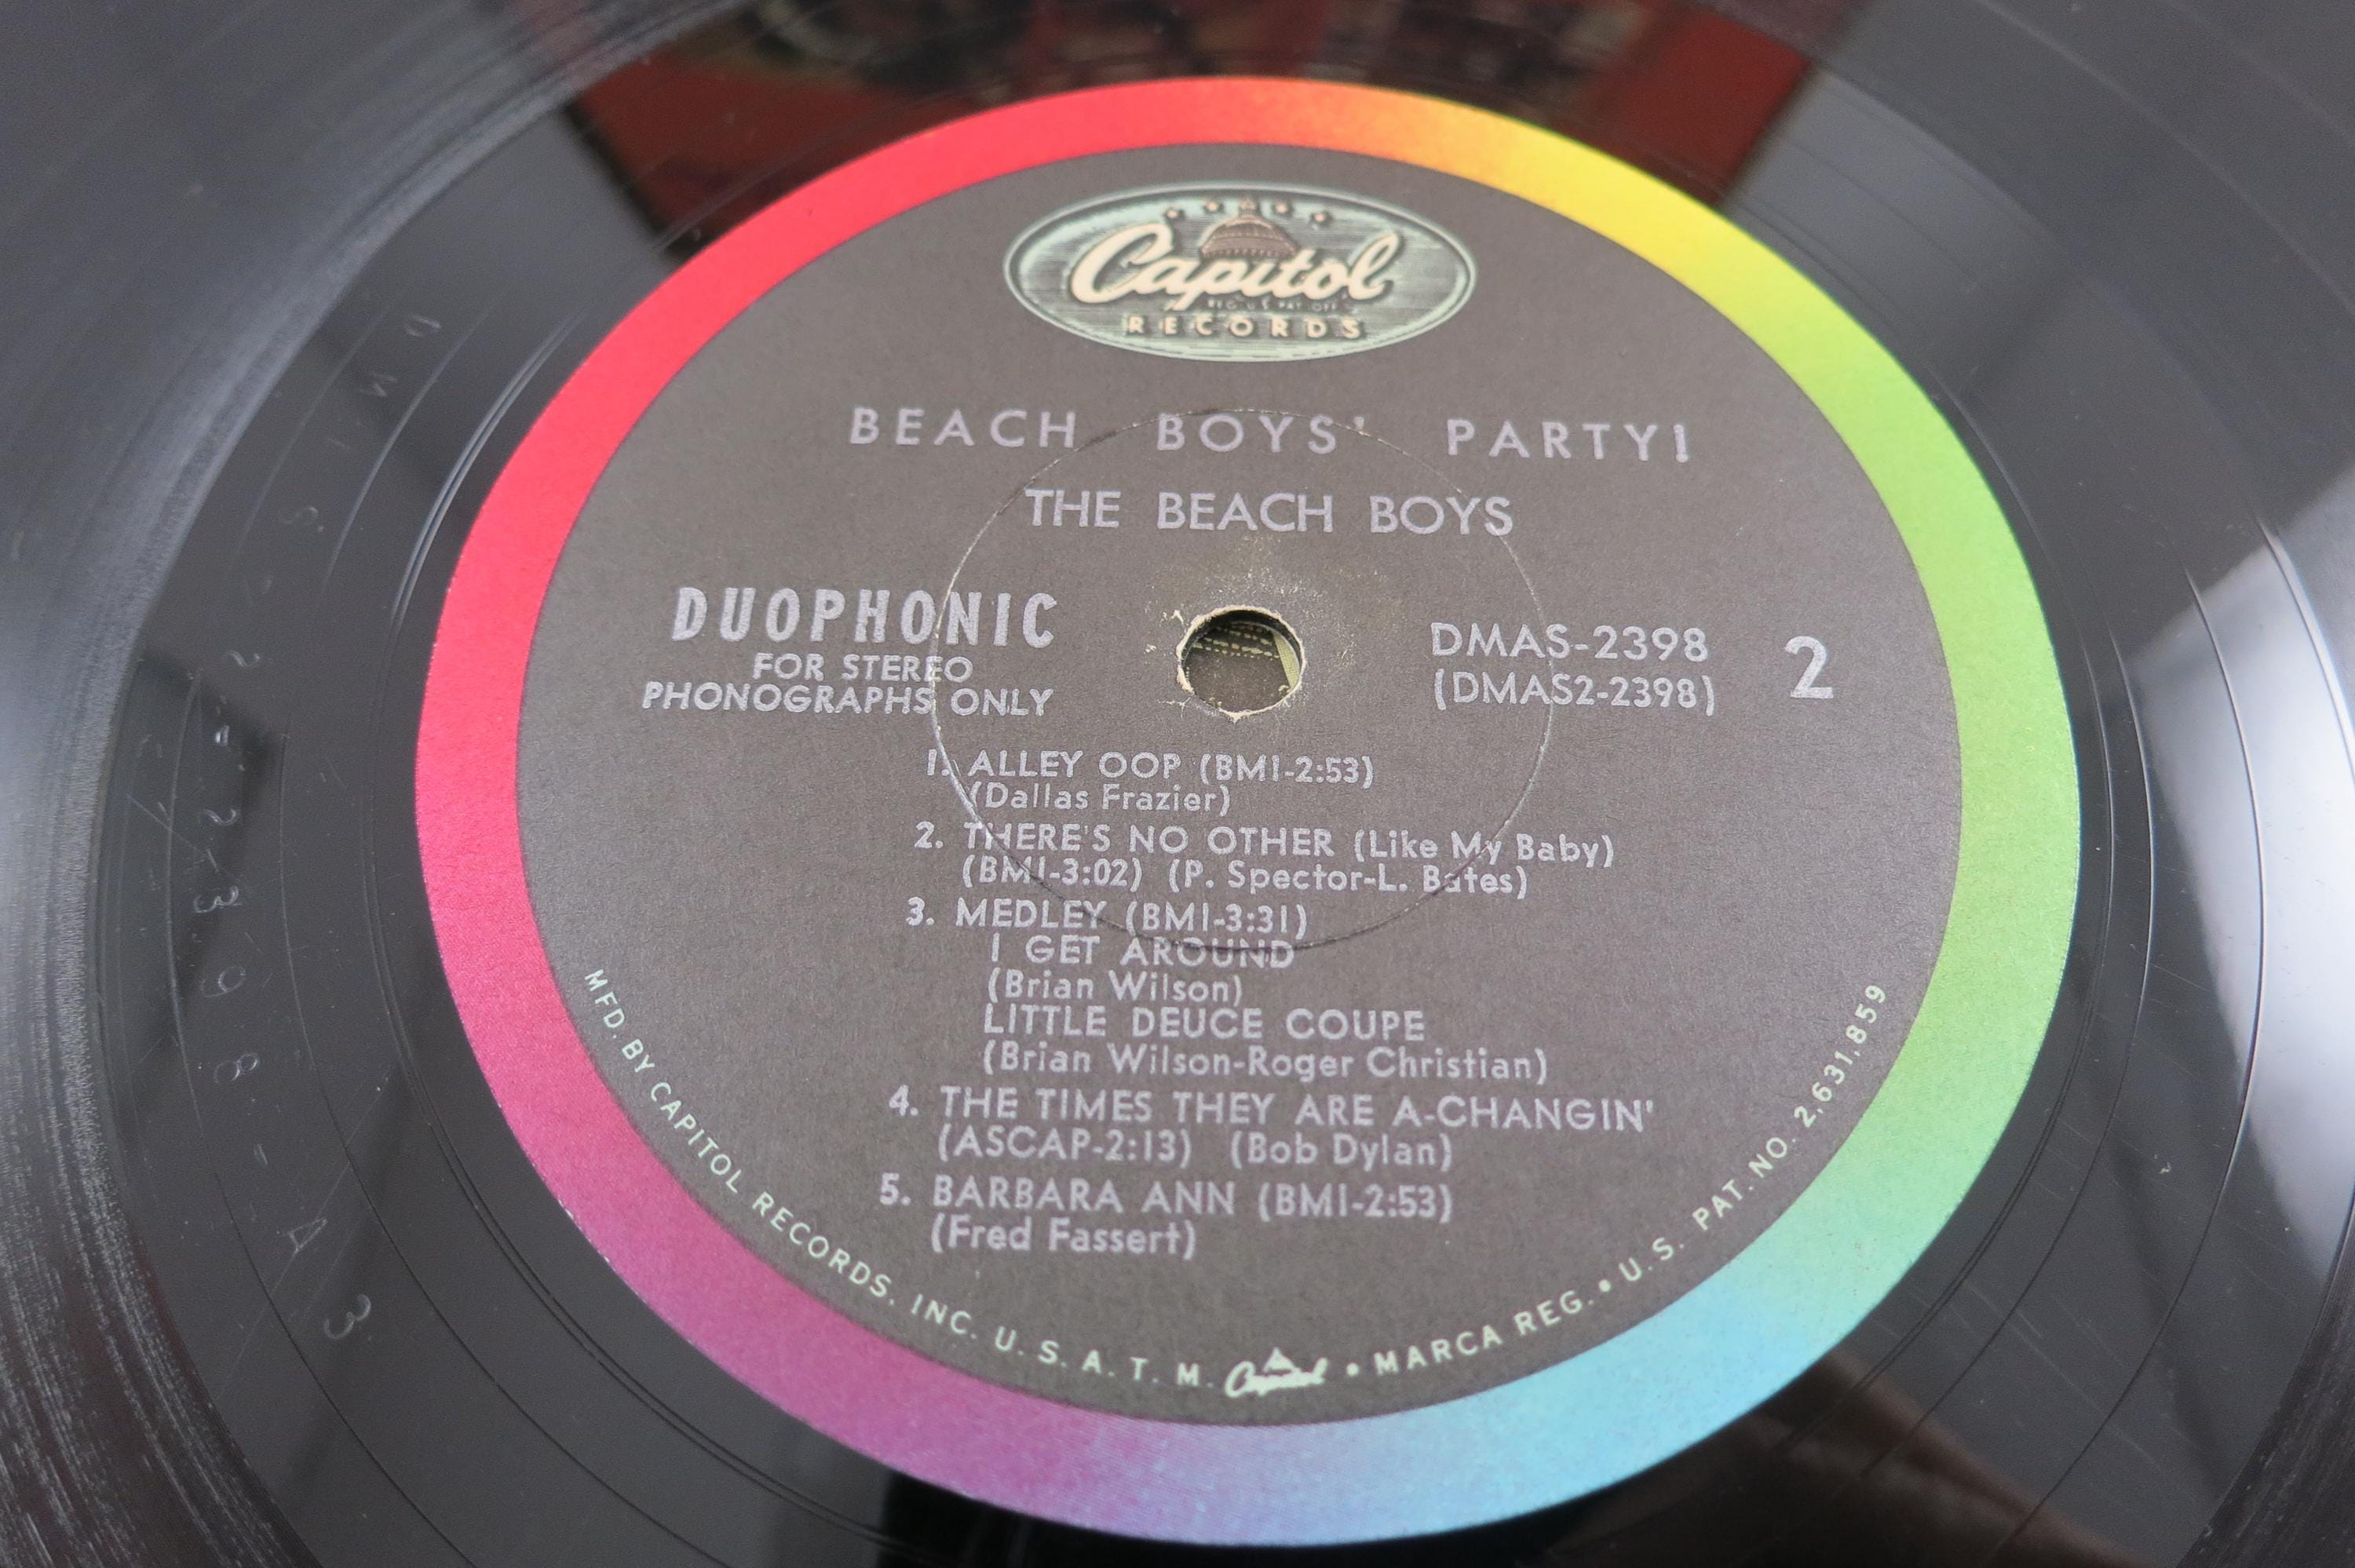 Capitol
REG. U.S. PAT. OFF.
RECORDS
BEACH BOYS' PARTY!
THE BEACH BOYS
DUOPHONIC
FOR STEREO
PHONOGRAPHS ONLY
DMAS-2398
(DMAS2-2398)
2
1. ALLEY OOP (BMI-2:53)
(Dallas Frazier)
2. THERE'S NO OTHER (Like My Baby)
(BMI-3:02) (P. Spector-L. Bates)
3. MEDLEY (BMI-3:31)
I GET AROUND
(Brian Wilson)
LITTLE DEUCE COUPE
(Brian Wilson-Roger Christian)
4. THE TIMES THEY ARE A-CHANGIN'
(ASCAP-2:13) (Bob Dylan)
5. BARBARA ANN (BMI-2:53)
(Fred Fassert)
MFD. BY CAPITOL RECORDS, INC. U.S.A. T. M. Capitol • MARCA REG. • U.S. PAT. NO. 2,631,859